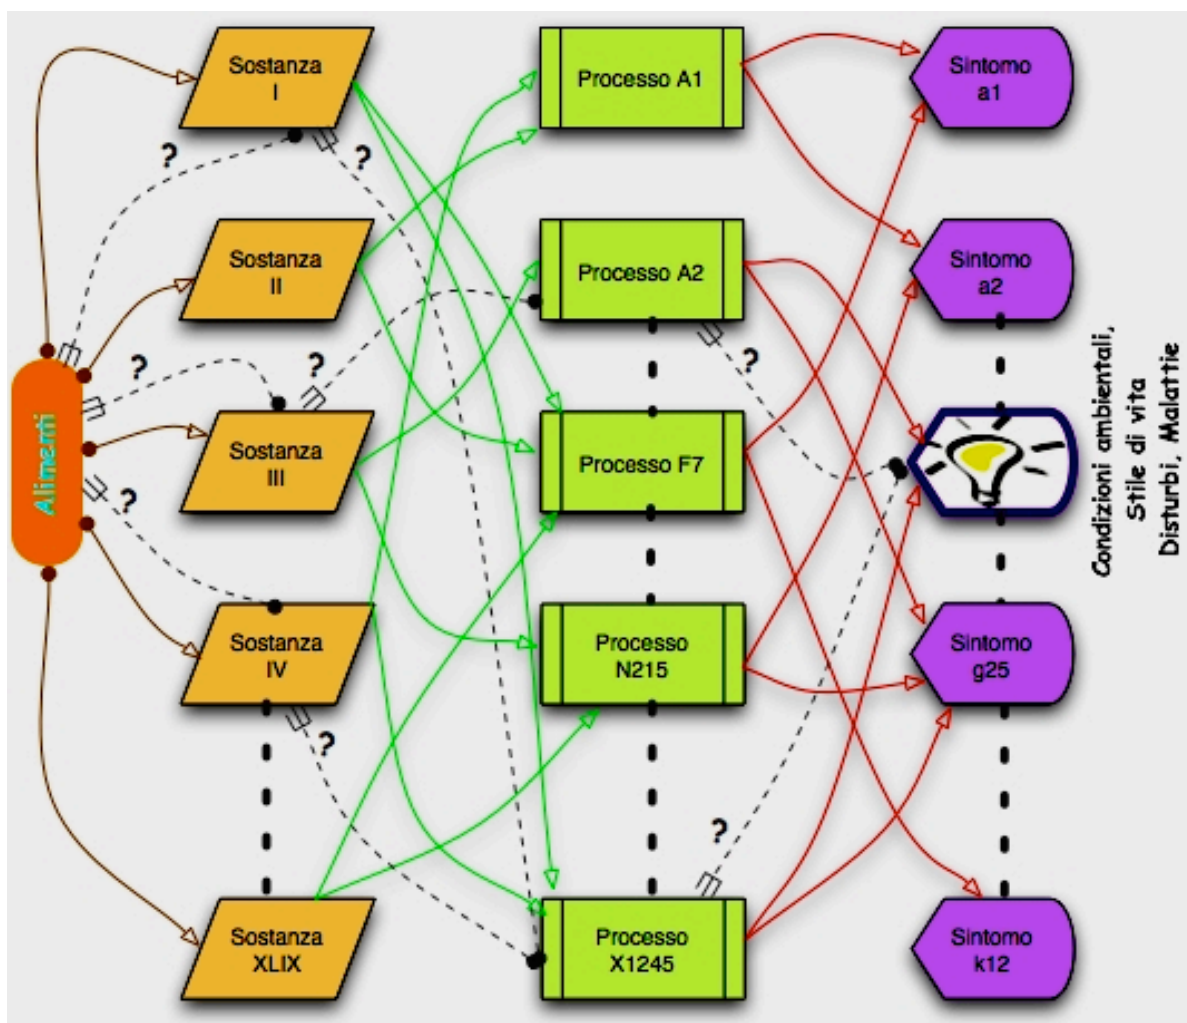 Sostanza
I
Processo A1
Sintomo
a1
?
?
Sostanza
II
Processo A2
Sintomo
a2
?
?
?
Alimenti
Sostanza
III
Processo F7
Condizioni ambientali,
Stile di vita
Disturbi, Malattie
?
Sostanza
IV
Processo
N215
Sintomo
g25
?
?
Sostanza
XLIX
Processo
X1245
Sintomo
k12